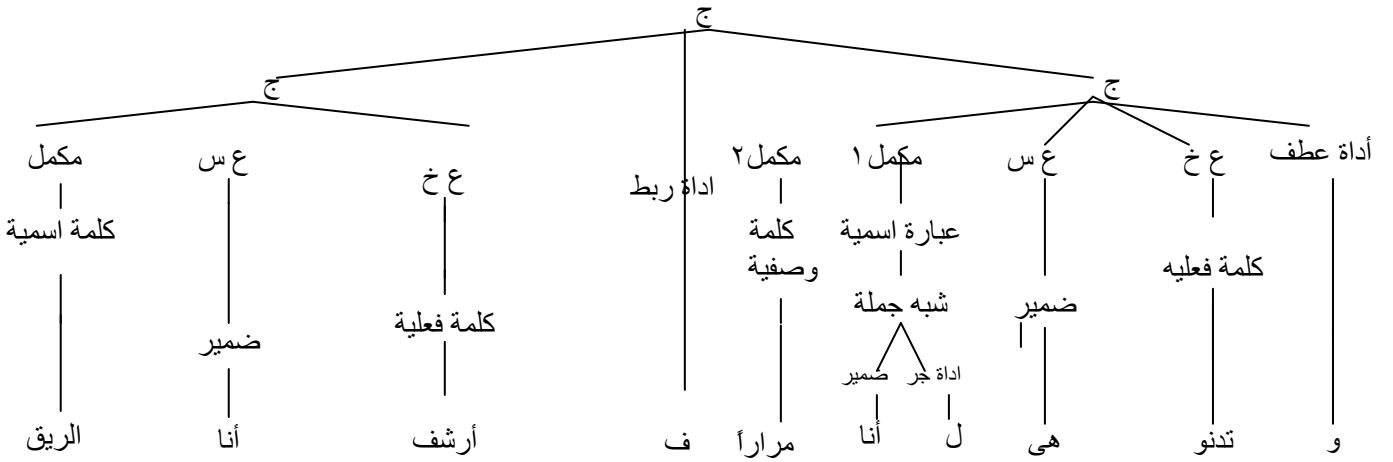 ج
ج
ج
أداة عطف
ع خ
ع س
مكمل١
مكمل٢
اداة ربط
ع خ
ع س
مكمل
كلمة فعليه
ضمير
عبارة اسمية
شبه جملة
اداة جر
ضمير
كلمة
وصفية
كلمة فعلية
ضمير
كلمة اسمية
و
تدنو
هى
ل
أنا
مراراً
ف
أرشف
أنا
الريق